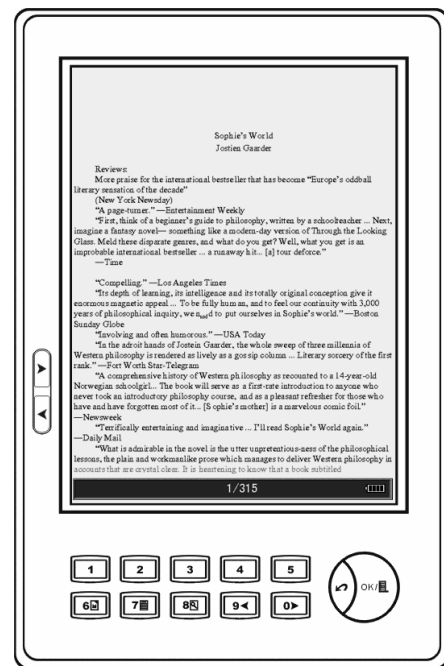 Sophie's World
Jostien Gaarder
Reviews:
More praise for the international bestseller that has become "Europe's oddball
literary sensation of the decade"
(New York Newsday)
"A page-turner." —Entertainment Weekly
"First, think of a beginner's guide to philosophy, written by a schoolteacher ... Next,
imagine a fantasy novel— something like a modern-day version of Through the Looking
Glass. Meld these disparate genres, and what do you get? Well, what you get is an
improbable international bestseller ... a runaway hit... [a] tour deforce."
—Time
"Compelling." —Los Angeles Times
"Its depth of learning, its intelligence and its totally original conception give it
enormous magnetic appeal ... To be fully human, and to feel our continuity with 3,000
years of philosophical inquiry, we need to put ourselves in Sophie's world." —Boston
Sunday Globe
"Involving and often humorous." —USA Today
"In the adroit hands of Jostein Gaarder, the whole sweep of three millennia of
Western philosophy is rendered as lively as a gossip column ... Literary sorcery of the first
rank." —Fort Worth Star-Telegram
"A comprehensive history of Western philosophy as recounted to a 14-year-old
Norwegian schoolgirl... The book will serve as a first-rate introduction to anyone who
never took an introductory philosophy course, and as a pleasant refresher for those who
have and have forgotten most of it... [Sophie's mother] is a marvelous comic foil."
—Newsweek
"Terrifically entertaining and imaginative ... I'll read Sophie's World again."
—Daily Mail
"What is admirable in the novel is the utter unpretentious-ness of the philosophical
lessons, the plain and workmanlike prose which manages to deliver Western philosophy in
accounts that are crystal clear. It is heartening to know that a book subtitled
1/315
1 2 3 4 5
6 7 8 9 0
OK/